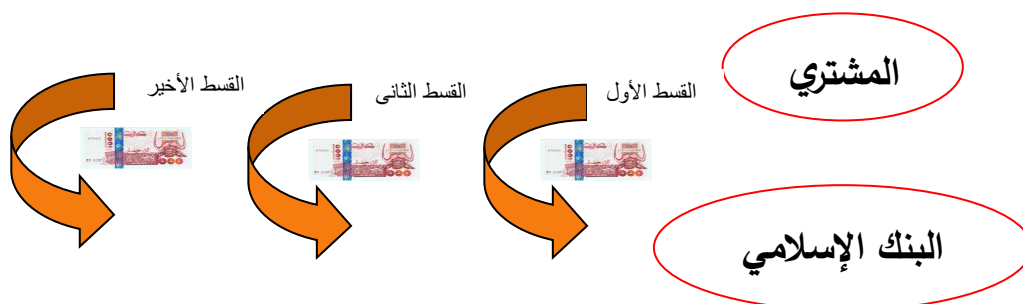 المشتري
القسط الأول
القسط الثانى
القسط الأخير
البنك الإسلامي